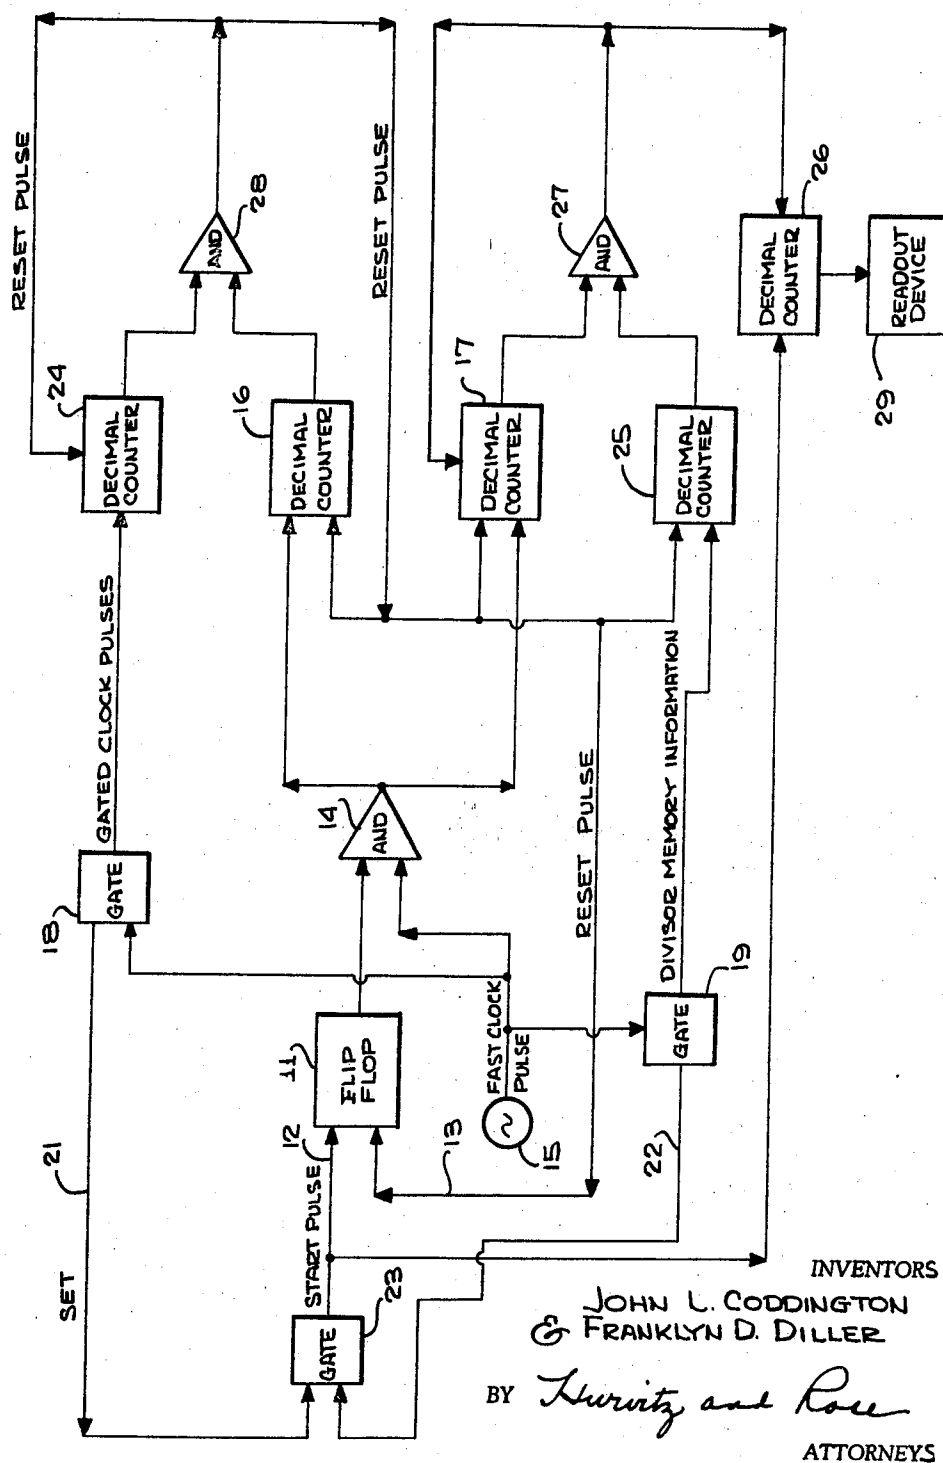 RESET PULSE
24
DECIMAL
COUNTER
28
AND
16
DECIMAL
COUNTER
RESET PULSE
17
DECIMAL
COUNTER
27
AND
25
DECIMAL
COUNTER
26
DECIMAL
COUNTER
29
READOUT
DEVICE
18
GATE
GATED CLOCK PULSES
14
AND
RESET PULSE
DIVISOR MEMORY INFORMATION
19
GATE
11
FLIP
FLOP
FAST CLOCK
PULSE
15
13
12
START PULSE
22
21
SET
23
GATE
INVENTORS
JOHN L. CODDINGTON
& FRANKLYN D. DILLER
BY Hurvitz and Rose
ATTORNEYS